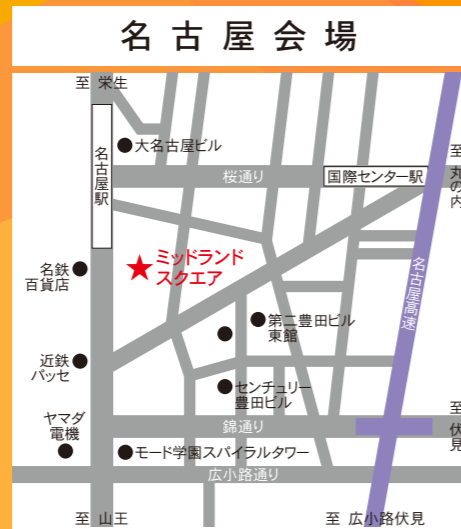 名古屋会場
至 栄生
大名古屋ビル
名古屋駅
桜通り
国際センター駅
至
丸の内
ミッドランド
スクエア
名鉄
百貨店
名古屋高速
第二豊田ビル
東館
近鉄
パッセ
センチュリー
豊田ビル
ヤマダ
電機
錦通り
至
伏見
モード学園スパイラルタワー
広小路通り
至 山王
至 広小路伏見